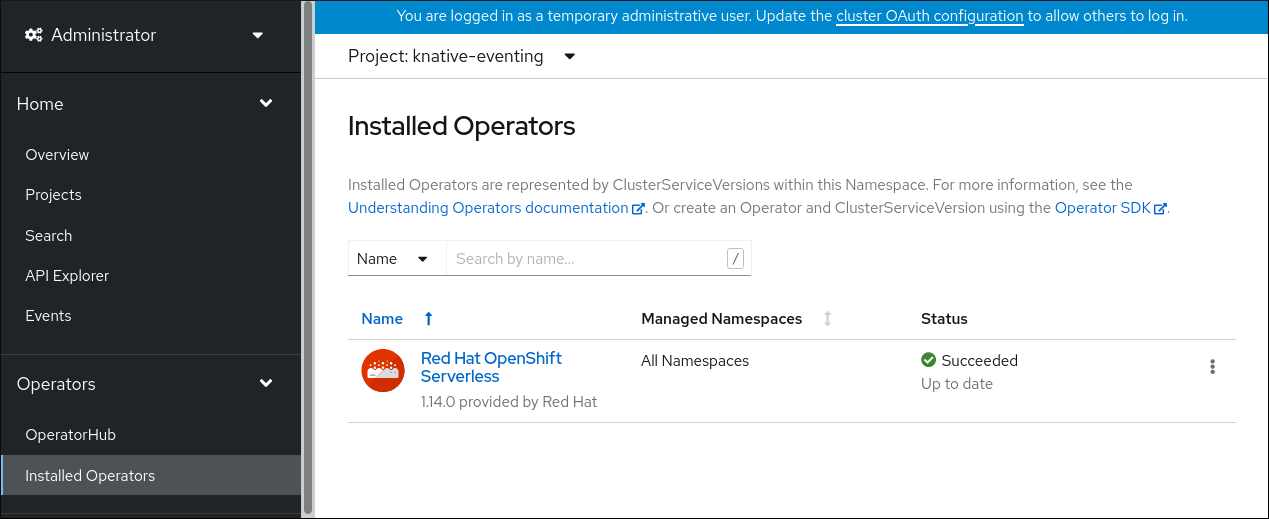 Administrator
Home
Overview
Projects
Search
API Explorer
Events
Operators
OperatorHub
Installed Operators
You are logged in as a temporary administrative user. Update the cluster OAuth configuration to allow others to log in.
Project: knative-eventing
Installed Operators
Installed Operators are represented by ClusterServiceVersions within this Namespace. For more information, see the
Understanding Operators documentation. Or create an Operator and ClusterServiceVersion using the Operator SDK.
Name Search by name... /
Name Managed Namespaces Status
Red Hat OpenShift All Namespaces Succeeded
Serverless Up to date
1.14.0 provided by Red Hat